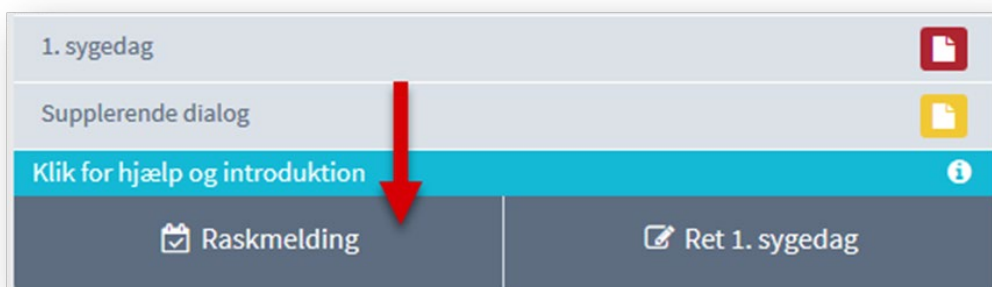 1. sygedag
Supplerende dialog
Klik for hjælp og introduktion
Raskmelding
Ret 1. sygedag